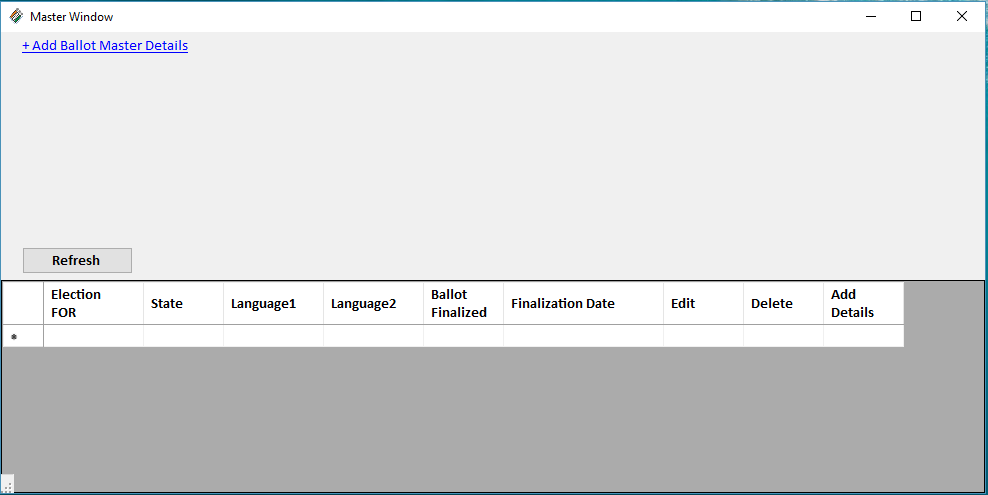 Master Window
+ Add Ballot Master Details
Refresh
Election
FOR
State
Language1
Language2
Ballot
Finalized
Finalization Date
Edit
Delete
Add
Details